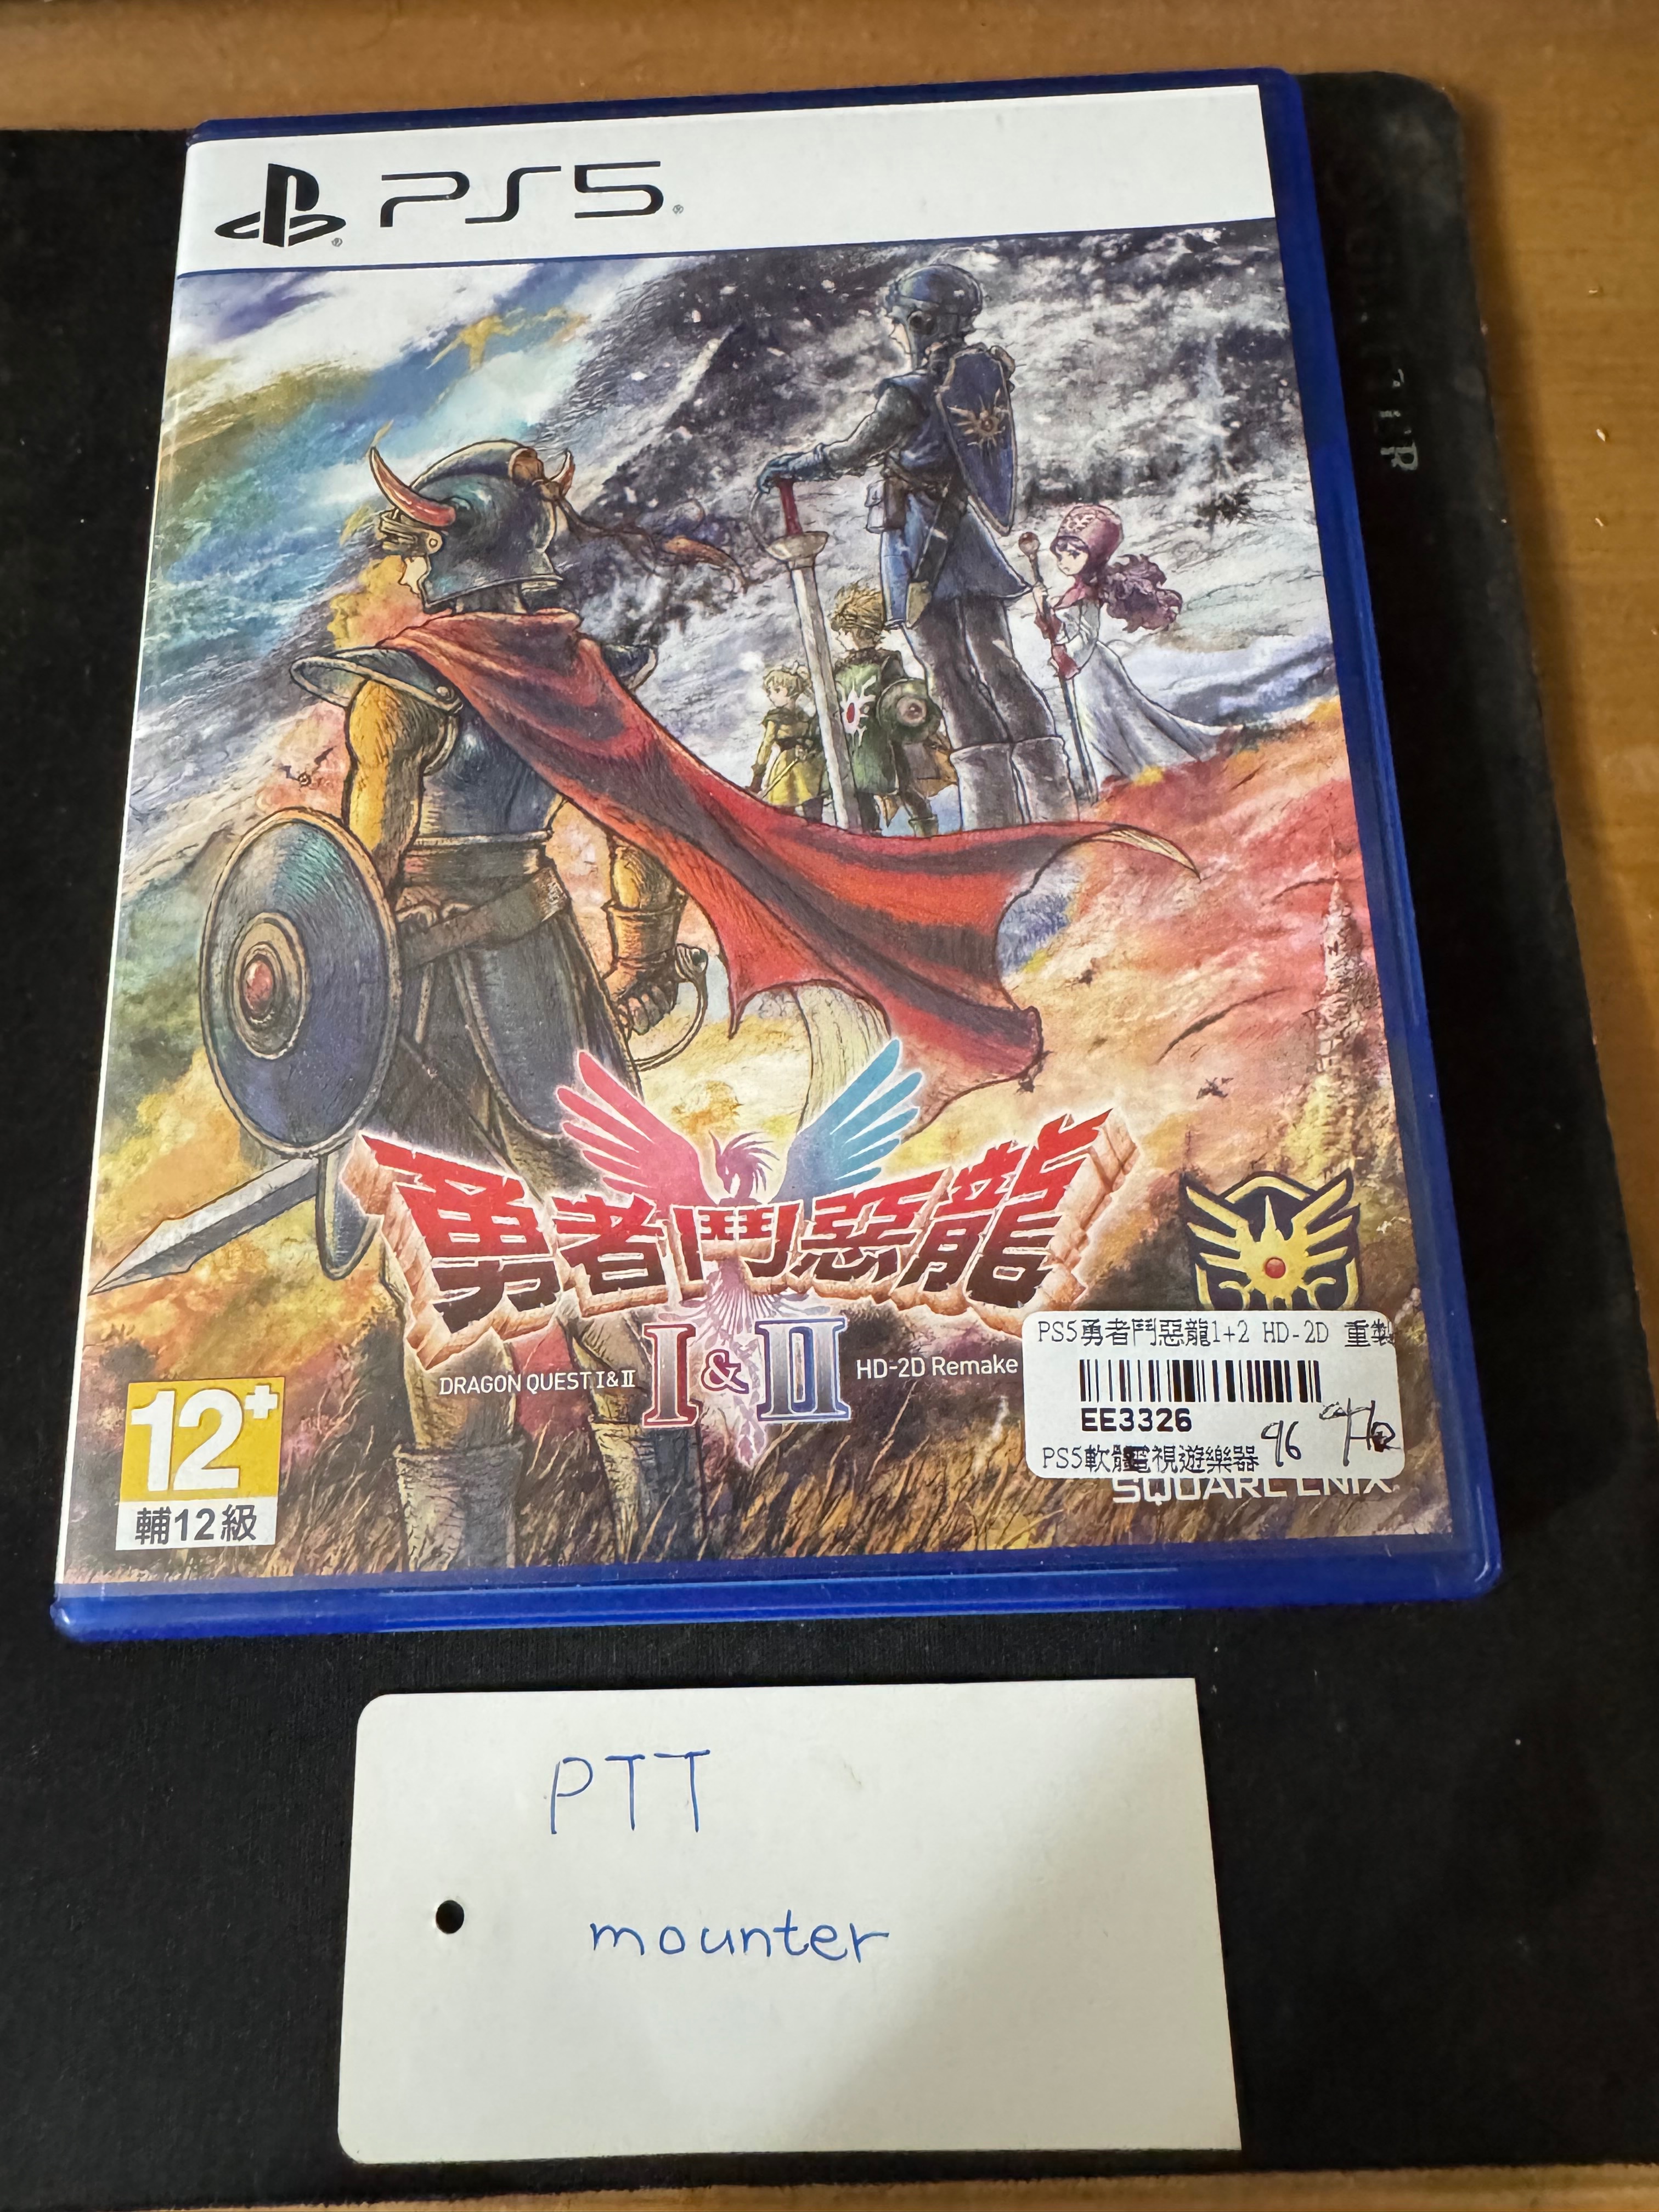 PS5
勇者鬥惡龍
I & II
DRAGON QUEST I & II
HD-2D Remake
PS5勇者鬥惡龍1+2 HD-2D 重製
EE3326
PS5軟體電視遊樂器
96
SQUARE ENIX
12+
輔12級
PTT
mounter